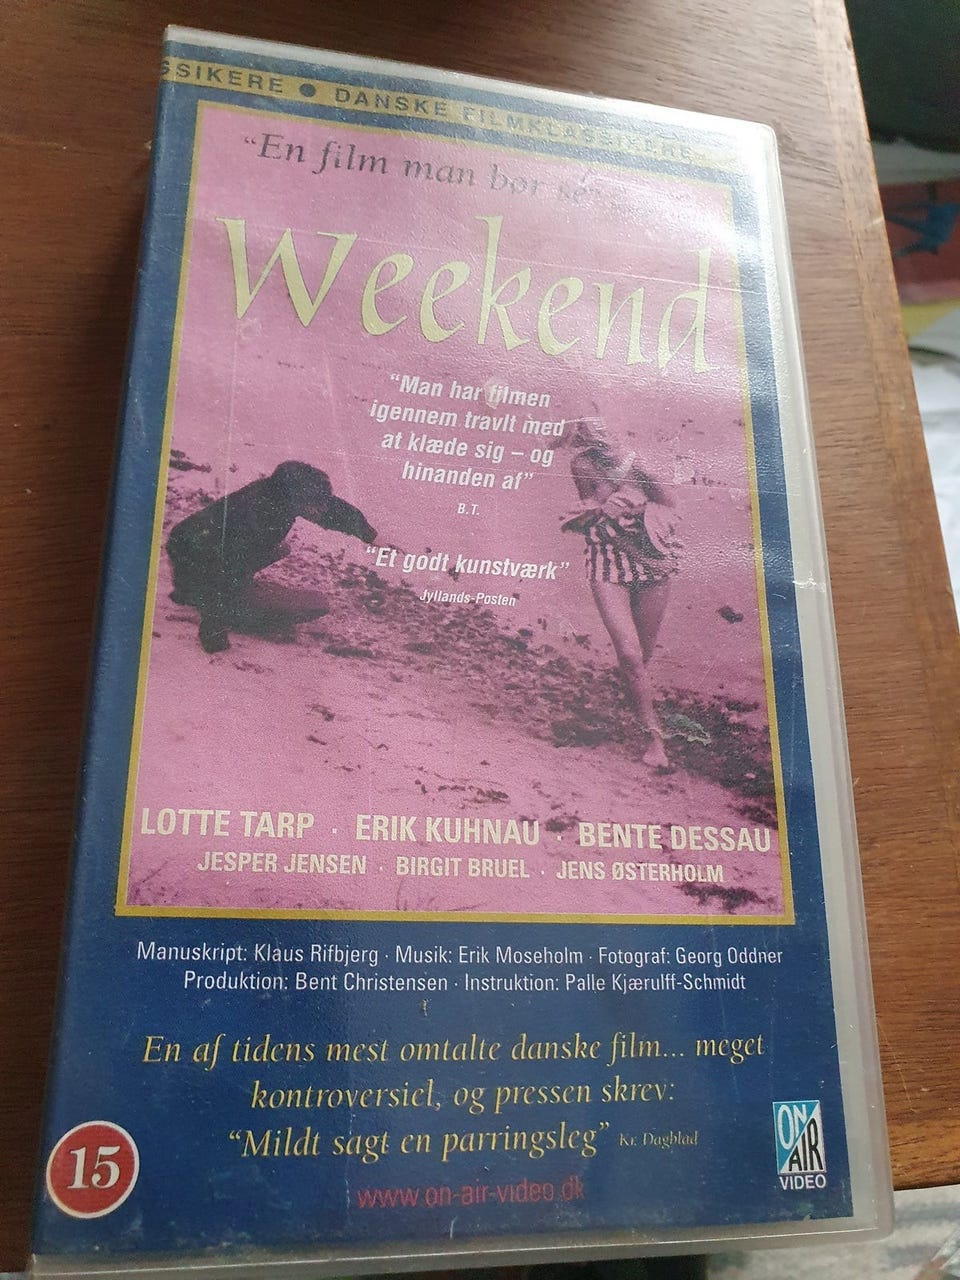 SSIKERE ● DANSKE FILMKLASSIKERE
"En film man bør se"
Weekend
"Man har filmen
igennem travlt med
at klæde sig – og
hinanden af"
B.T.
"Et godt kunstværk"
Jyllands-Posten
LOTTE TARP · ERIK KUHNAU · BENTE DESSAU
JESPER JENSEN · BIRGIT BRUEL · JENS ØSTERHOLM
Manuskript: Klaus Rifbjerg · Musik: Erik Moseholm · Fotograf: Georg Oddner
Produktion: Bent Christensen · Instruktion: Palle Kjærulff-Schmidt
En af tidens mest omtalte danske film... meget
kontroversiel, og pressen skrev:
"Mildt sagt en parringsleg" Kr. Dagblad
15
www.on-air-video.dk
ON
AIR
VIDEO